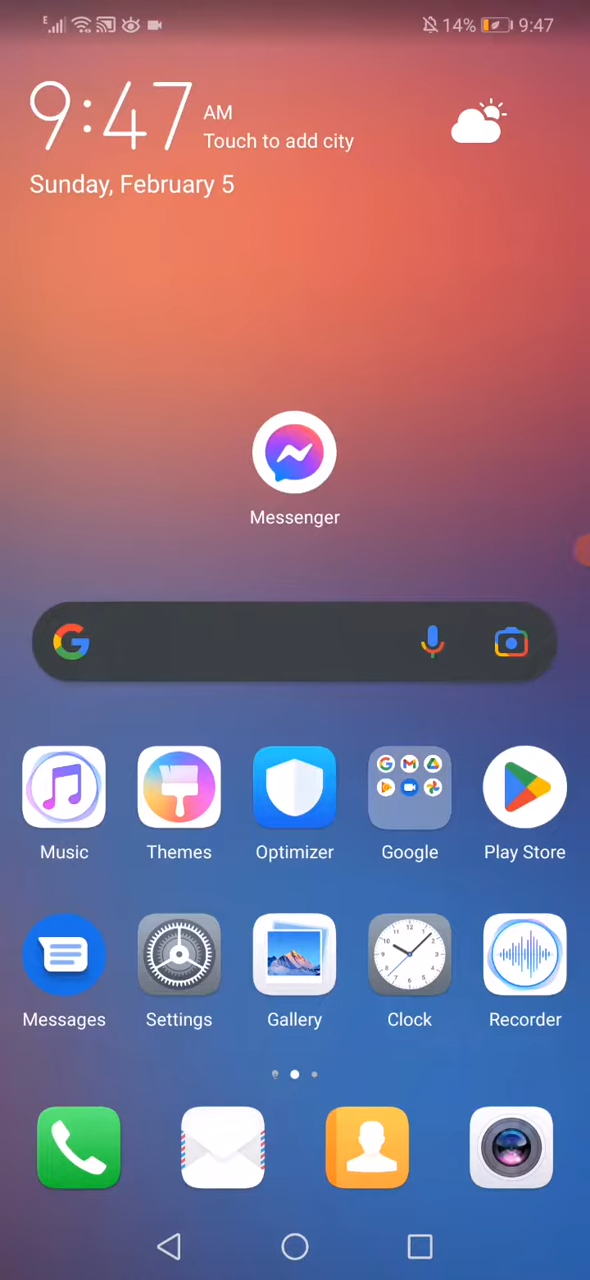 E 14% 9:47
9:47 AM
Touch to add city
Sunday, February 5
Messenger
Music Themes Optimizer Google Play Store
Messages Settings Gallery Clock Recorder